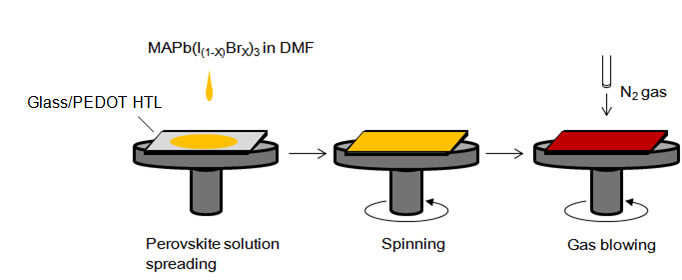 MAPb(I(1-X)BrX)3 in DMF
Glass/PEDOT HTL
N2 gas
Perovskite solution
spreading
Spinning
Gas blowing